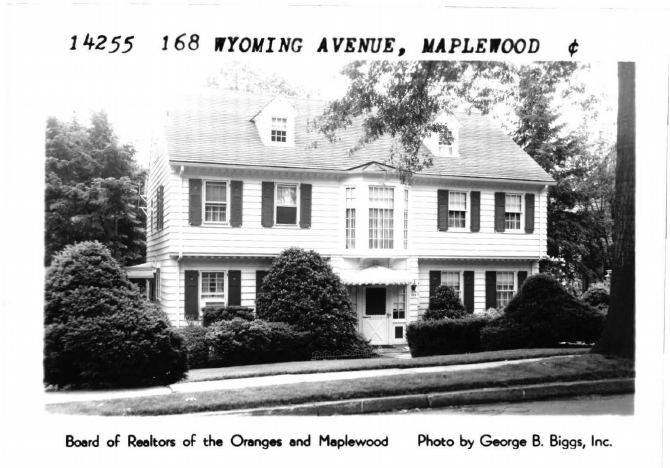 14255 168 WYOMING AVENUE, MAPLEWOOD ¢
Board of Realtors of the Oranges and Maplewood Photo by George B. Biggs, Inc.